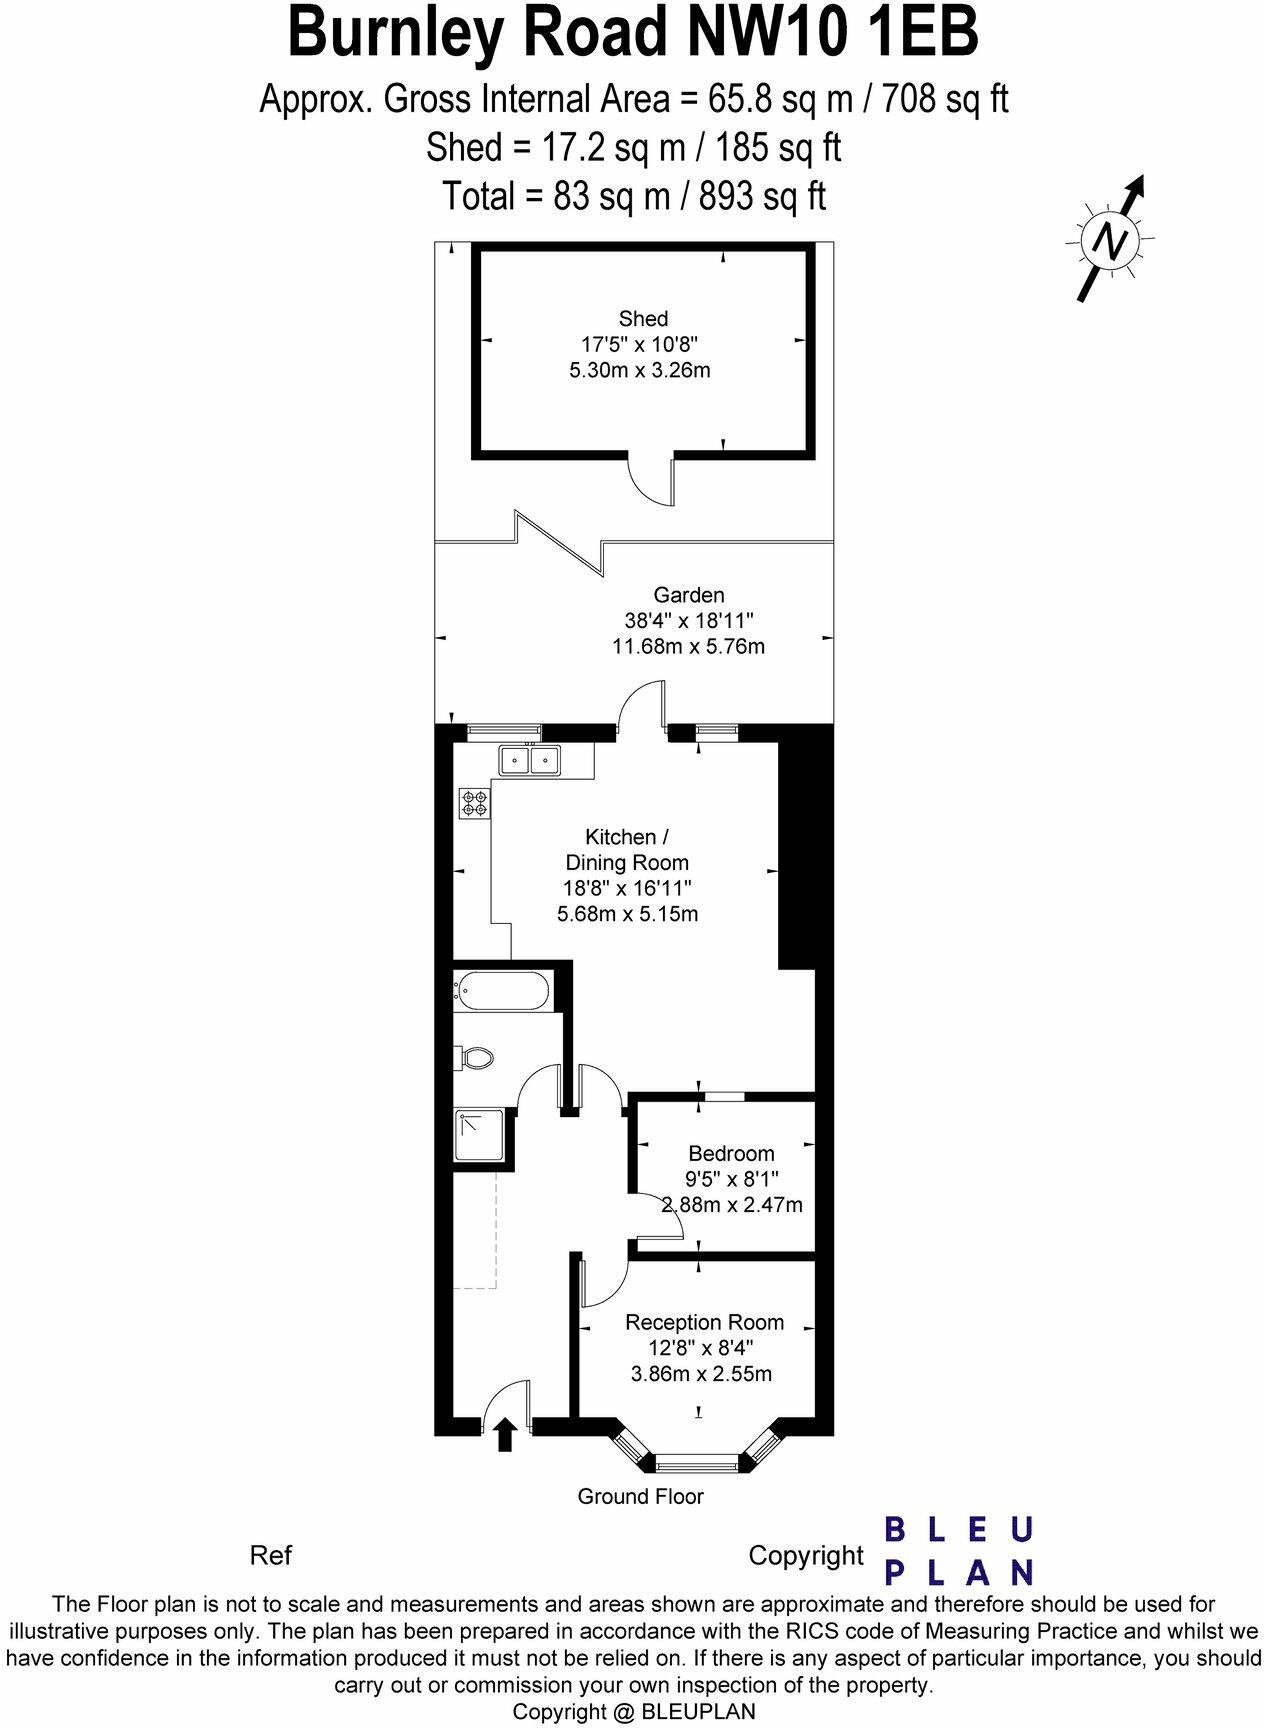 Burnley Road NW10 1EB
Approx. Gross Internal Area = 65.8 sq m / 708 sq ft
Shed = 17.2 sq m / 185 sq ft
Total = 83 sq m / 893 sq ft
N
Shed
17'5" x 10'8"
5.30m x 3.26m
Garden
38'4" x 18'11"
11.68m x 5.76m
Kitchen /
Dining Room
18'8" x 16'11"
5.68m x 5.15m
Bedroom
9'5" x 8'1"
2.88m x 2.47m
Reception Room
12'8" x 8'4"
3.86m x 2.55m
Ground Floor
Ref
Copyright
BLEU
PLAN
The Floor plan is not to scale and measurements and areas shown are approximate and therefore should be used for
illustrative purposes only. The plan has been prepared in accordance with the RICS code of Measuring Practice and whilst we
have confidence in the information produced it must not be relied on. If there is any aspect of particular importance, you should
carry out or commission your own inspection of the property.
Copyright @ BLEUPLAN